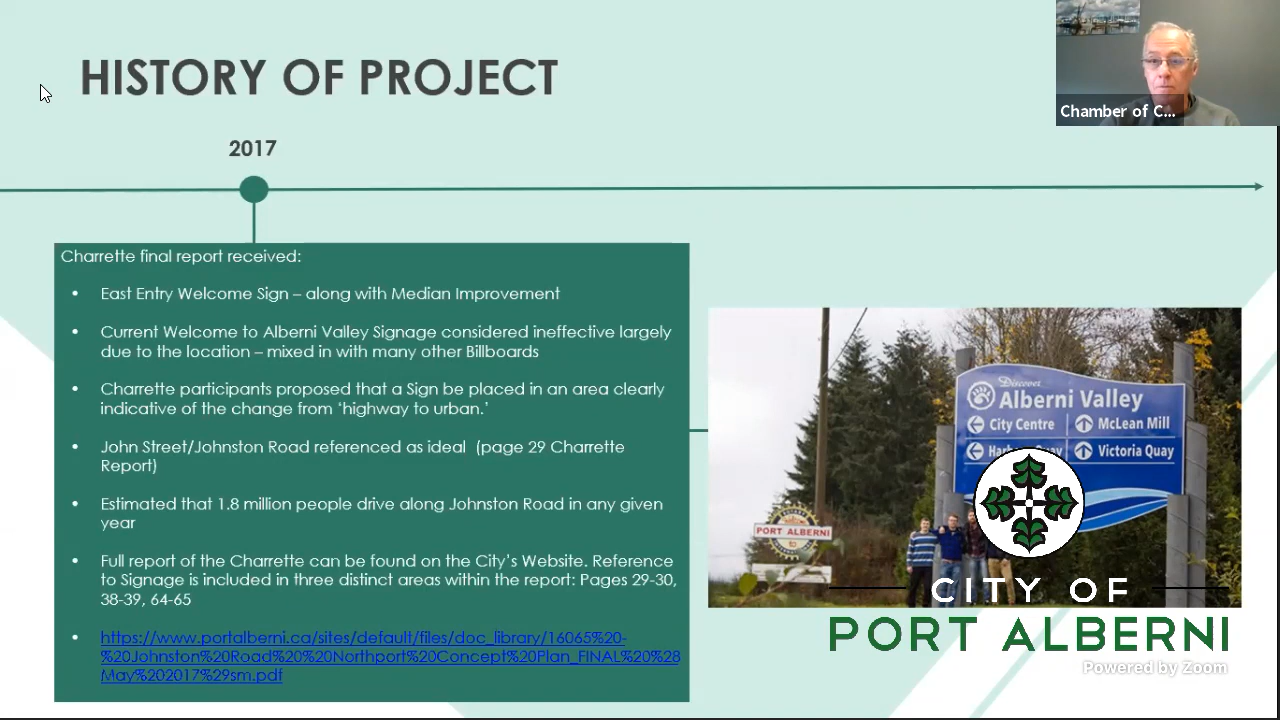 HISTORY OF PROJECT
Chamber of C...
2017
Charrette final report received:
• East Entry Welcome Sign – along with Median Improvement
• Current Welcome to Alberni Valley Signage considered ineffective largely
due to the location – mixed in with many other Billboards
• Charrette participants proposed that a Sign be placed in an area clearly
indicative of the change from ‘highway to urban.’
• John Street/Johnston Road referenced as ideal (page 29 Charrette
Report)
• Estimated that 1.8 million people drive along Johnston Road in any given
year
• Full report of the Charrette can be found on the City’s Website. Reference
to Signage is included in three distinct areas within the report: Pages 29-30,
38-39, 64-65
• https://www.portalberni.ca/sites/default/files/doc_library/16065%20-
%20Johnston%20Road%20%20Northport%20Concept%20Plan_FINAL%20%28
May%202017%29sm.pdf
Discover
Alberni Valley
City Centre
McLean Mill
Quay
Victoria Quay
PORT ALBERNI
CITY OF
PORT ALBERNI
Powered by Zoom